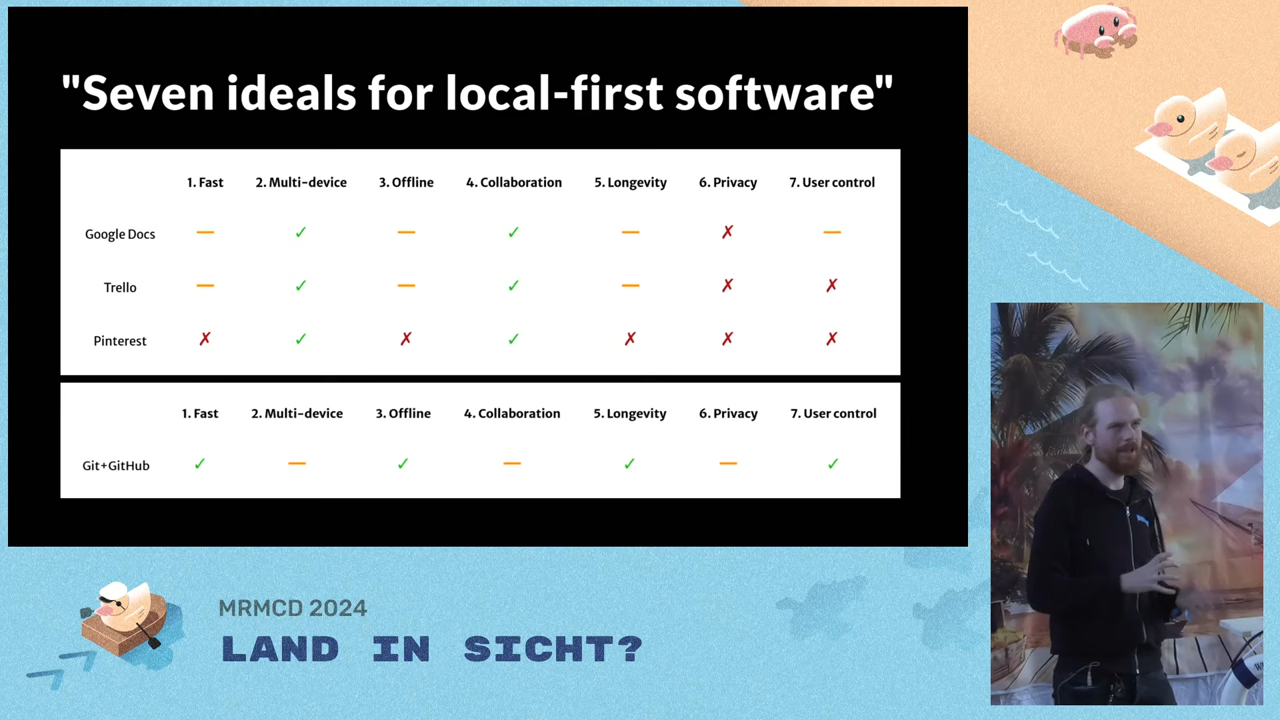 "Seven ideals for local-first software"
1. Fast 2. Multi-device 3. Offline 4. Collaboration 5. Longevity 6. Privacy 7. User control
Google Docs — ✓ — ✓ — ✗ —
Trello — ✓ — ✓ — ✗ ✗
Pinterest ✗ ✓ ✗ ✓ ✗ ✗ ✗
1. Fast 2. Multi-device 3. Offline 4. Collaboration 5. Longevity 6. Privacy 7. User control
Git+GitHub ✓ — ✓ — ✓ — ✓
MRMCD 2024
LAND IN SICHT?